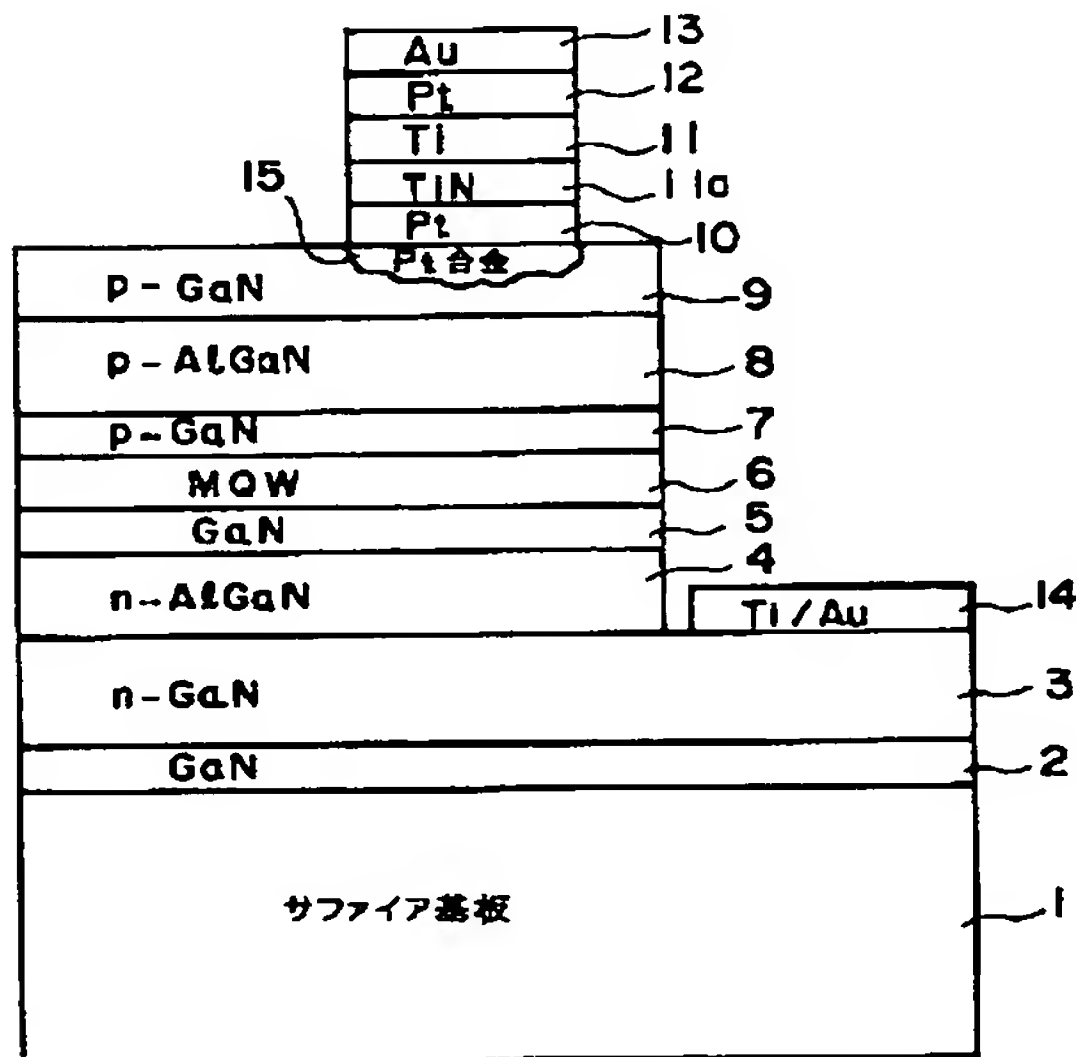 Au 13
Pt 12
Ti 11
TiN 11a
15 Pt 10
Pt合金
p-GaN 9
p-AlGaN 8
p-GaN 7
MQW 6
GaN 5
n-AlGaN 4
Ti/Au 14
n-GaN 3
GaN 2
サファイア基板 1